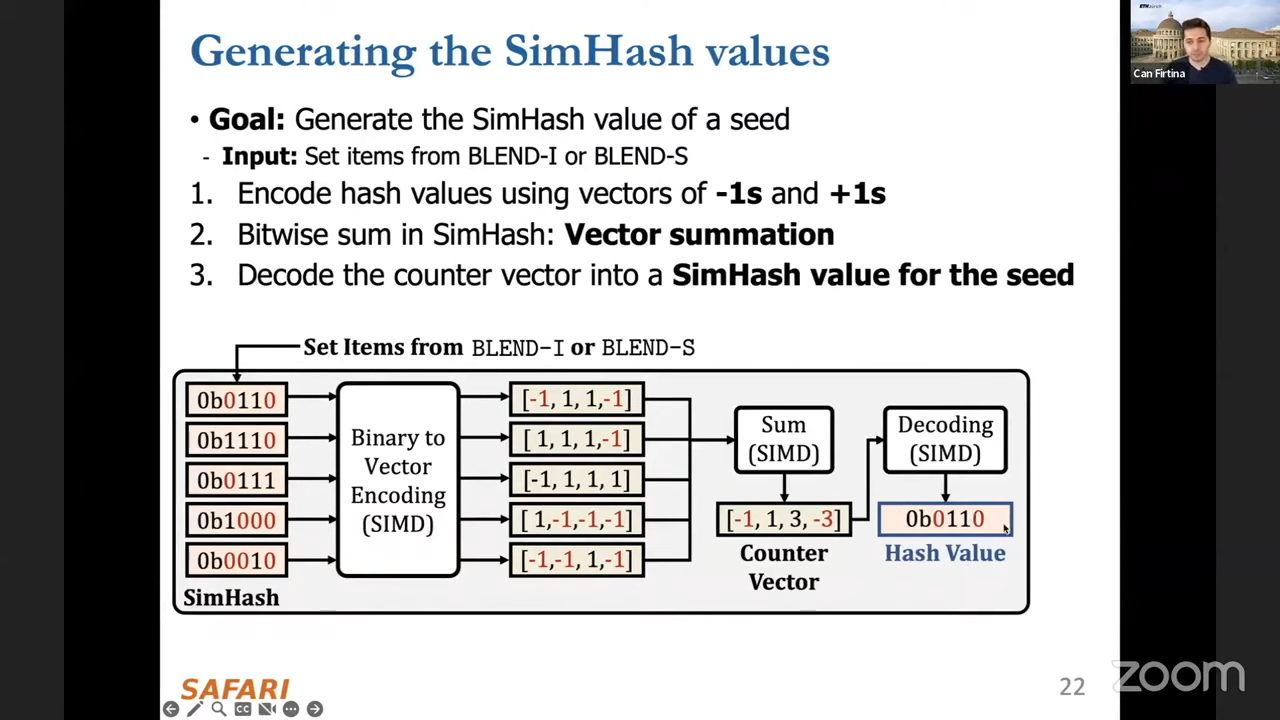 Generating the SimHash values
• Goal: Generate the SimHash value of a seed
- Input: Set items from BLEND-I or BLEND-S
1. Encode hash values using vectors of -1s and +1s
2. Bitwise sum in SimHash: Vector summation
3. Decode the counter vector into a SimHash value for the seed
Set Items from BLEND-I or BLEND-S
0b0110
0b1110
0b0111
0b1000
0b0010
SimHash
Binary to
Vector
Encoding
(SIMD)
[-1, 1, 1,-1]
[ 1, 1, 1,-1]
[-1, 1, 1, 1]
[ 1,-1,-1,-1]
[-1,-1, 1,-1]
Sum
(SIMD)
[-1, 1, 3, -3]
Counter
Vector
Decoding
(SIMD)
0b0110
Hash Value
SAFARI
CC
22
zoom
ETH zürich
Can Firtina